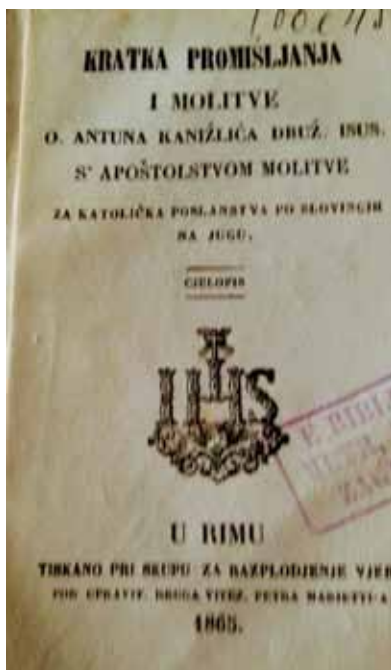 KRATKA PROMIŠLJANJA
I MOLITVE
O. ANTUNA KANIŽLIĆA DRUŽ. ISUS.
S' APOŠTOLSTVOM MOLITVE
ZA KATOLIČKA POSLANSTVA PO SLOVINCIH
NA JUGU.
CJELOPIS
IHS
U RIMU
TISKANO PRI SKUPU ZA RAZPLODJENJE VJER
POD UPRAVIT. DRUGA VITEZ. PETRA MARIETTI-A
1865.